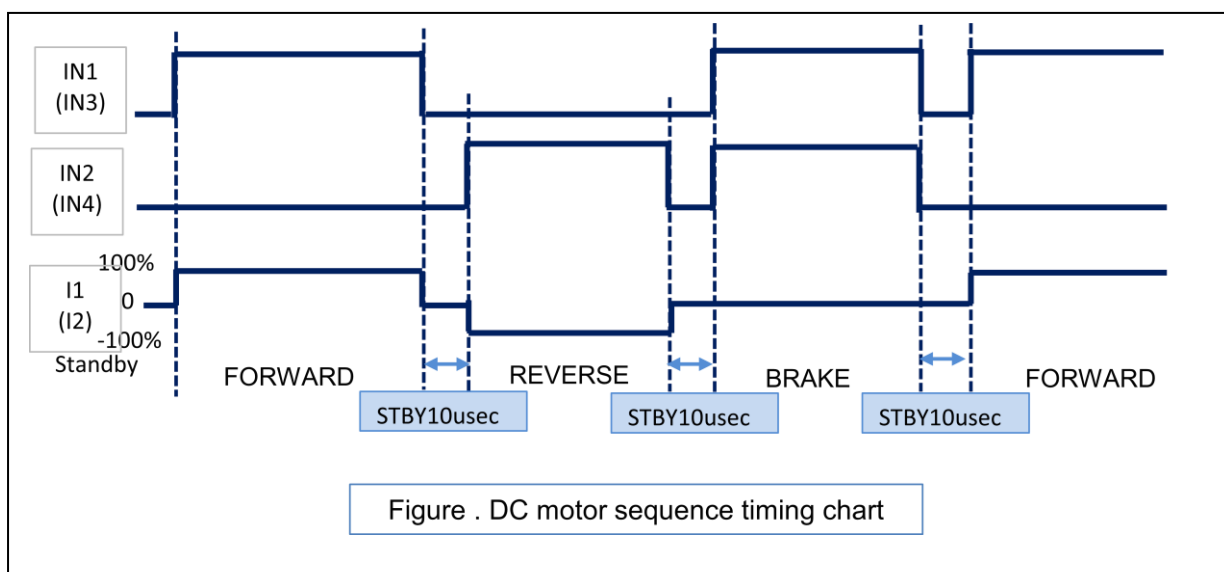 IN1
(IN3)
IN2
(IN4)
100%
I1
0
(I2)
-100%
Standby
FORWARD
REVERSE
BRAKE
FORWARD
STBY10usec
STBY10usec
STBY10usec
Figure . DC motor sequence timing chart